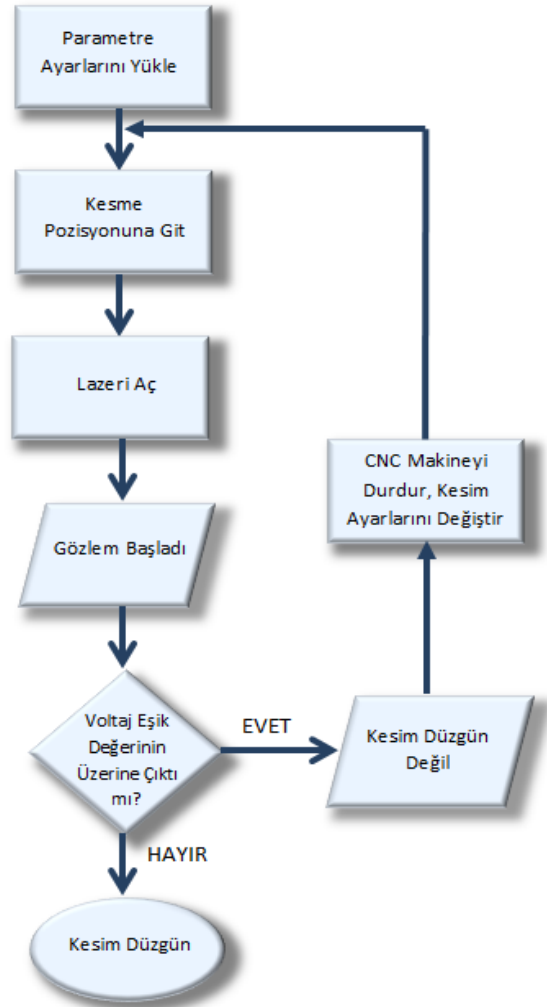 Parametre
Ayarlarını Yükle
Kesme
Pozisyonuna Git
Lazeri Aç
CNC Makineyi
Durdur, Kesim
Ayarlarını Değiştir
Gözlem Başladı
Voltaj Eşik
Değerinin
Üzerine Çıktı
mı?
EVET
Kesim Düzgün
Değil
HAYIR
Kesim Düzgün